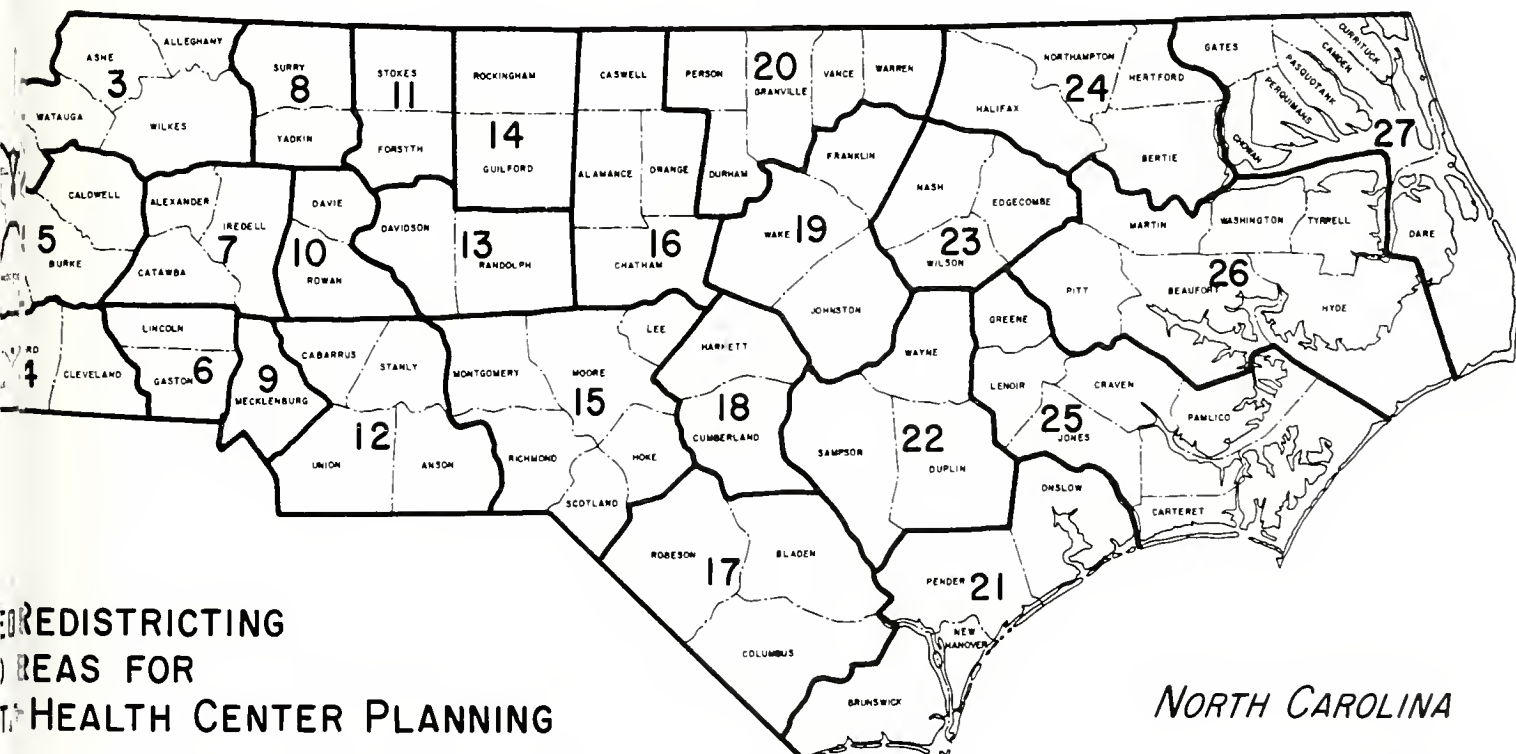 ASHE
ALLEGHANY
3
WATAUGA
WILKES
SURRY
8
YADKIN
STOKES
11
FORSYTH
ROCKINGHAM
14
GUILFORD
CASWELL
ALAMANCE
ORANGE
16
CHATHAM
PERSON
20
GRANVILLE
VANCE
WARREN
DURHAM
FRANKLIN
WAKE 19
JOHNSTON
NORTHAMPTON
24
HERTFORD
HALIFAX
BERTIE
GATES
CURRITUCK
CAMDEN
PASQUOTANK
PERQUIMANS
CHOWAN
27
DARE
NASH
EDGECOMBE
23
WILSON
MARTIN
WASHINGTON
TYRRELL
PITT
BEAUFORT
26
HYDE
CALDWELL
5
BURKE
ALEXANDER
IREDELL
7
CATAWBA
DAVIE
10
ROWAN
DAVIDSON
13
RANDOLPH
4
CLEVELAND
LINCOLN
GASTON 6
9
MECKLENBURG
CABARRUS
STANLY
12
UNION
ANSON
MONTGOMERY
MOORE
LEE
15
RICHMOND
HOKE
SCOTLAND
HARNETT
18
CUMBERLAND
WAYNE
SAMPSON
22
DUPLIN
GREENE
LENOIR
CRAVEN
25
JONES
PAMLICO
CARTERET
ONSLOW
ROBESON
17
BLADEN
COLUMBUS
PENDER 21
NEW
HANOVER
BRUNSWICK
REDISTRICTING
AREAS FOR
HEALTH CENTER PLANNING
NORTH CAROLINA